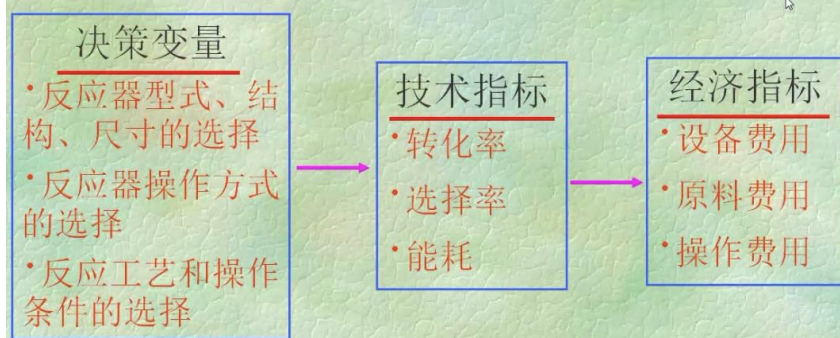 决策变量
•反应器型式、结
构、尺寸的选择
•反应器操作方式
的选择
•反应工艺和操作
条件的选择
技术指标
•转化率
•选择率
•能耗
经济指标
•设备费用
•原料费用
•操作费用